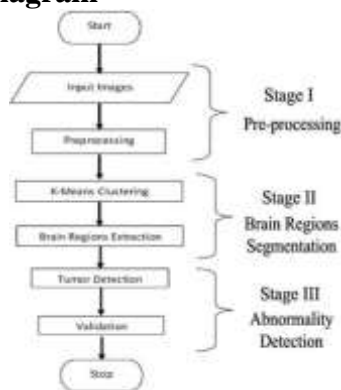 Start
Input Images
Stage I
Pre-processing
Preprocessing
K-Means Clustering
Stage II
Brain Regions
Segmentation
Brain Regions Extraction
Tumor Detection
Stage III
Abnormality
Detection
Validation
Stop